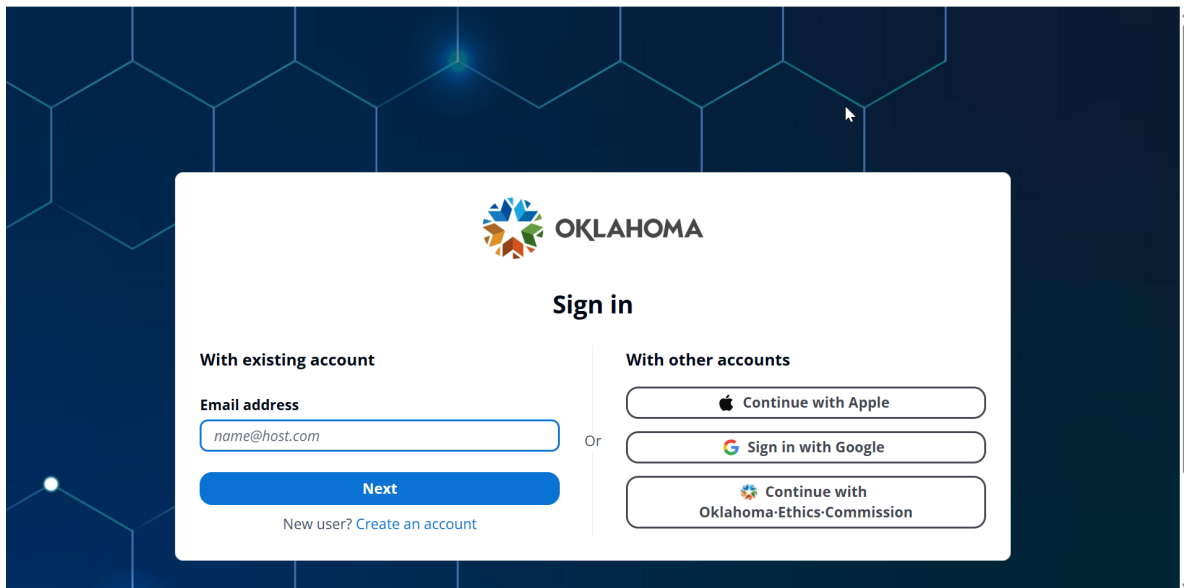 OKLAHOMA
Sign in
With existing account
Email address
name@host.com
Next
New user? Create an account
Or
With other accounts
Continue with Apple
Sign in with Google
Continue with
Oklahoma·Ethics·Commission